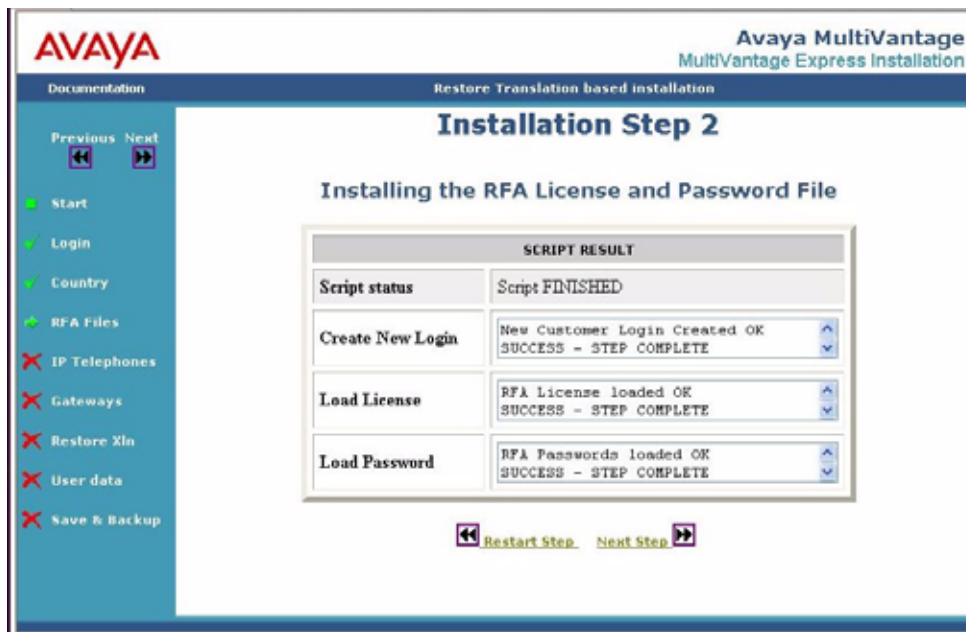 AVAYA
Avaya MultiVantage
MultiVantage Express Installation
Documentation
Restore Translation based installation
Previous Next
Start
Login
Country
RFA Files
IP Telephones
Gateways
Restore Xln
User data
Save & Backup
Installation Step 2
Installing the RFA License and Password File
SCRIPT RESULT
Script status
Script FINISHED
Create New Login
New Customer Login Created OK
SUCCESS - STEP COMPLETE
Load License
RFA License loaded OK
SUCCESS - STEP COMPLETE
Load Password
RFA Passwords loaded OK
SUCCESS - STEP COMPLETE
Restart Step Next Step